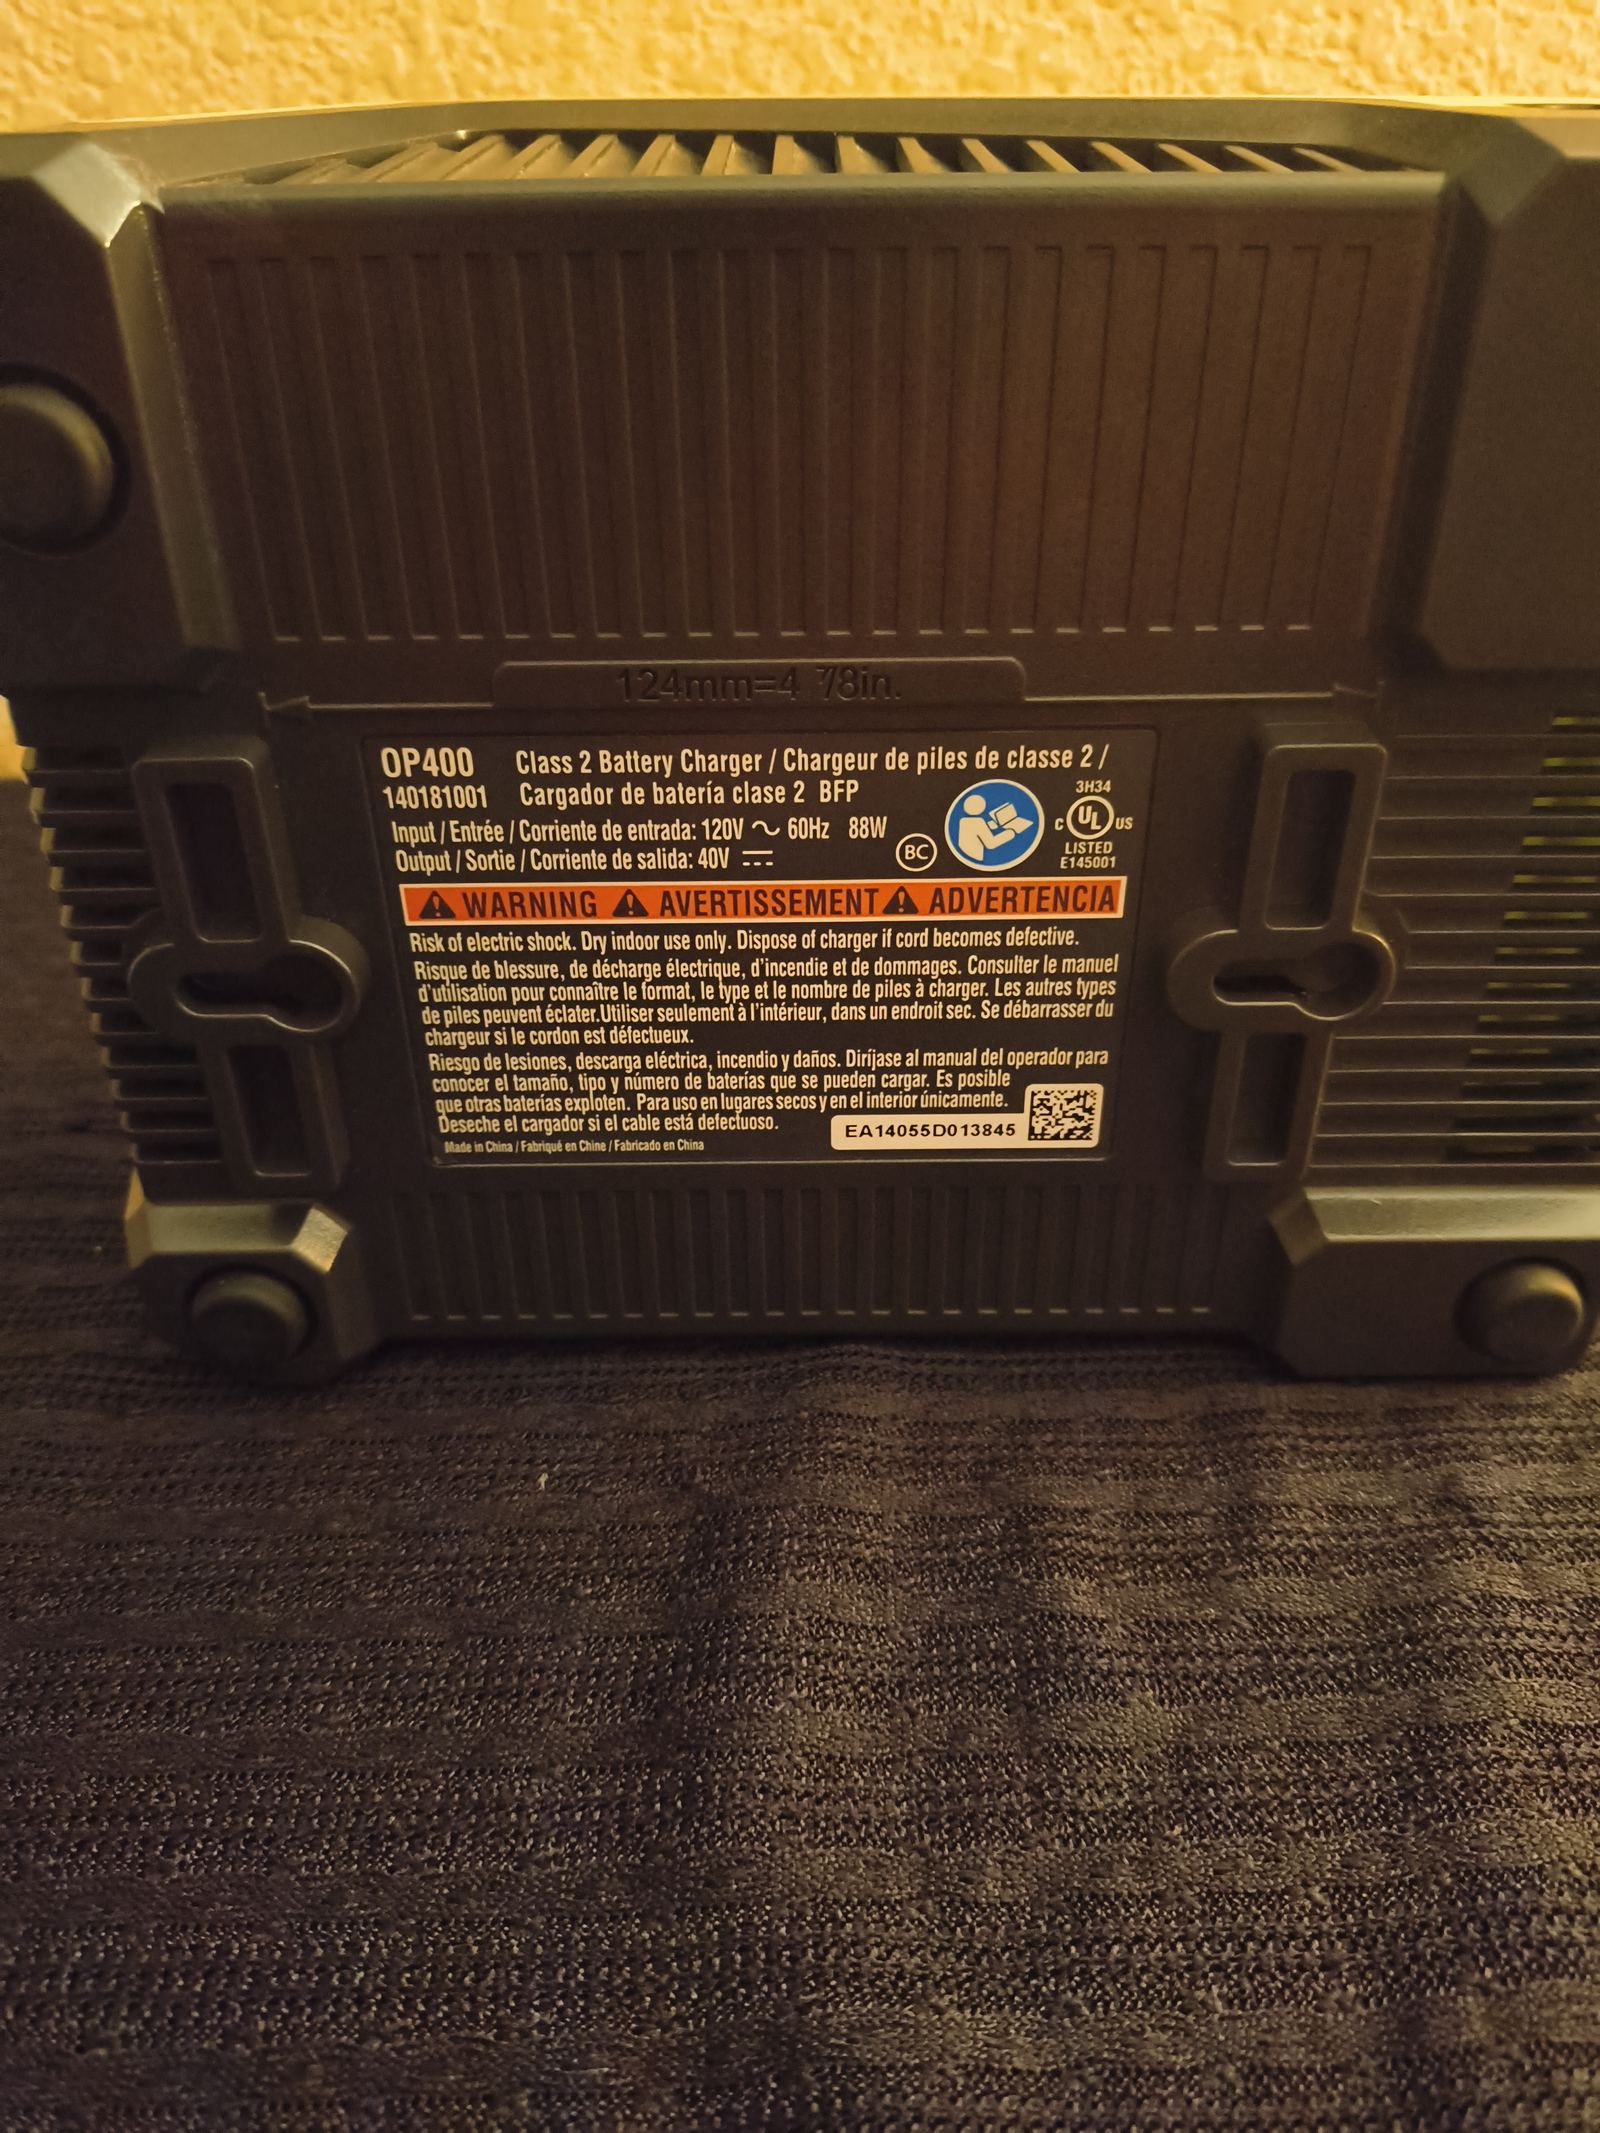 124mm=4 7/8in.
OP400 Class 2 Battery Charger / Chargeur de piles de classe 2 /
140181001 Cargador de batería clase 2 BFP
Input / Entrée / Corriente de entrada: 120V ~ 60Hz 88W
Output / Sortie / Corriente de salida: 40V ⎓
BC
3H34
c UL US
LISTED
E145001
⚠ WARNING ⚠ AVERTISSEMENT ⚠ ADVERTENCIA
Risk of electric shock. Dry indoor use only. Dispose of charger if cord becomes defective.
Risque de blessure, de décharge électrique, d'incendie et de dommages. Consulter le manuel
d'utilisation pour connaître le format, le type et le nombre de piles à charger. Les autres types
de piles peuvent éclater.Utiliser seulement à l'intérieur, dans un endroit sec. Se débarrasser du
chargeur si le cordon est défectueux.
Riesgo de lesiones, descarga eléctrica, incendio y daños. Diríjase al manual del operador para
conocer el tamaño, tipo y número de baterías que se pueden cargar. Es posible
que otras baterías exploten. Para uso en lugares secos y en el interior únicamente.
Deseche el cargador si el cable está defectuoso.
Made in China / Fabriqué en Chine / Fabricado en China
EA14055D013845